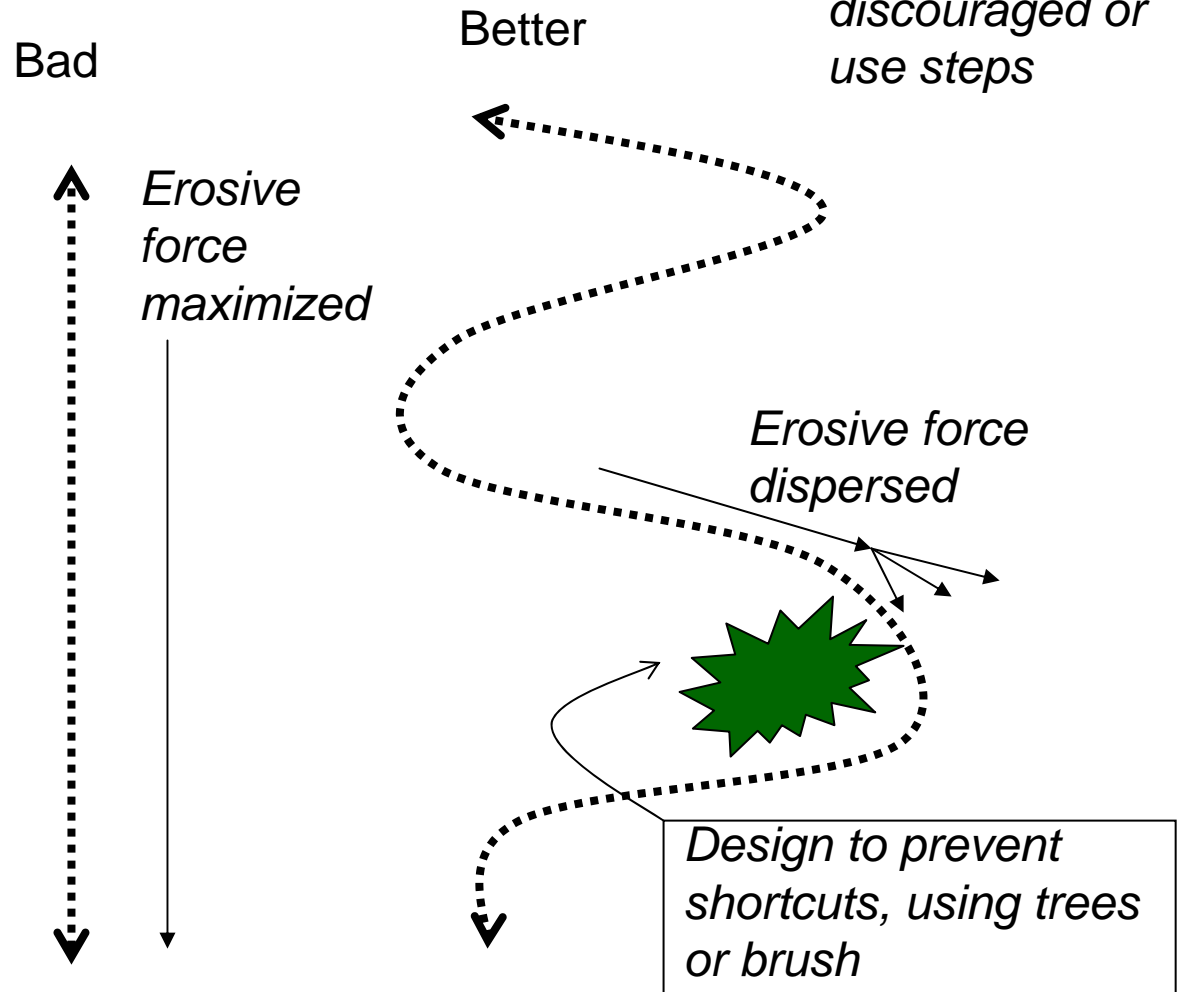 discouraged or
use steps
Better
Bad
Erosive
force
maximized
Erosive force
dispersed
Design to prevent
shortcuts, using trees
or brush